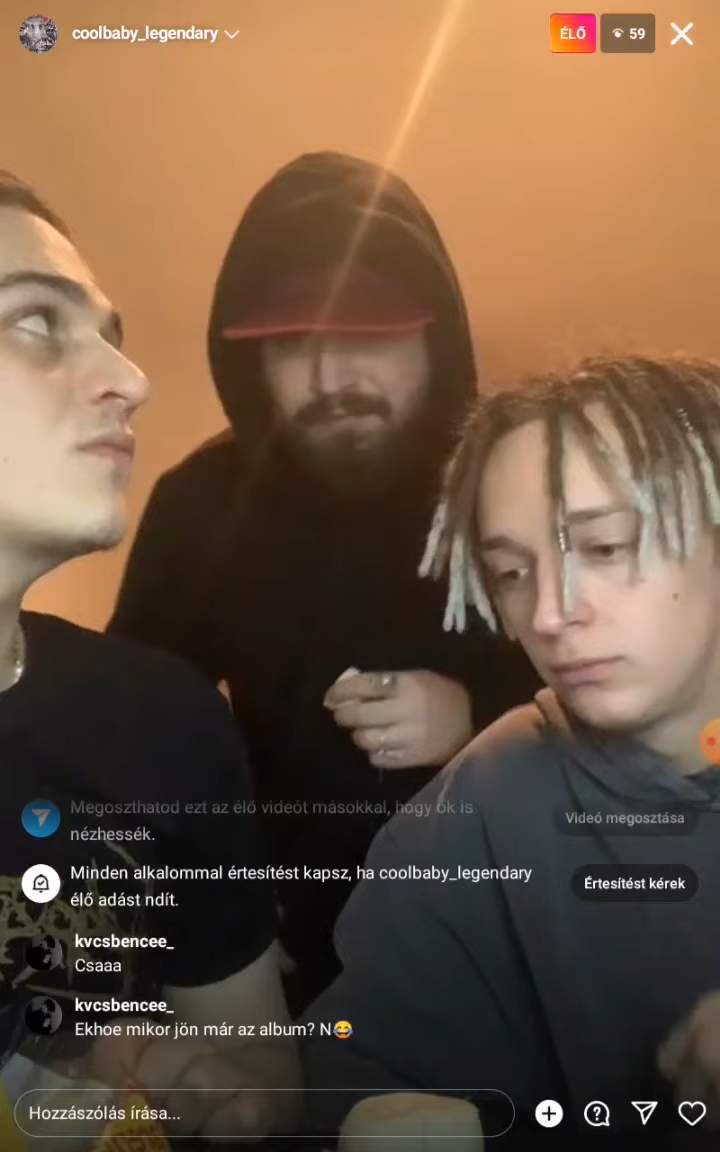 coolbaby_legendary
ÉLŐ
59
Megoszthatod ezt az élő videót másokkal, hogy ők is
nézhessék.
Videó megosztása
Minden alkalommal értesítést kapsz, ha coolbaby_legendary
élő adást ndít.
Értesítést kérek
kvcsbencee_
Csaaa
kvcsbencee_
Ekhoe mikor jön már az album? N😂
Hozzászólás írása...